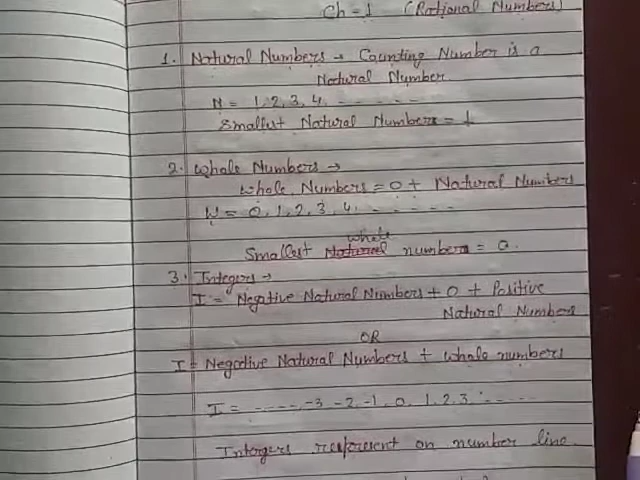 Ch-1 (Rational Numbers)
1. Natural Numbers → Counting Number is a
Natural Number
N = 1, 2, 3, 4, - - - - - -
Smallest Natural Numbers = 1
2. Whole Numbers →
Whole Numbers = 0 + Natural Numbers
W = 0, 1, 2, 3, 4, - - - - - -
whole
Smallest Natural number = 0.
3. Integers →
I = Negative Natural Numbers + 0 + Positive
Natural Numbers
OR
I = Negative Natural Numbers + Whole numbers
I = - - - - -, -3, -2, -1, 0, 1, 2, 3, - - - - -
Intergers respresent on number line.